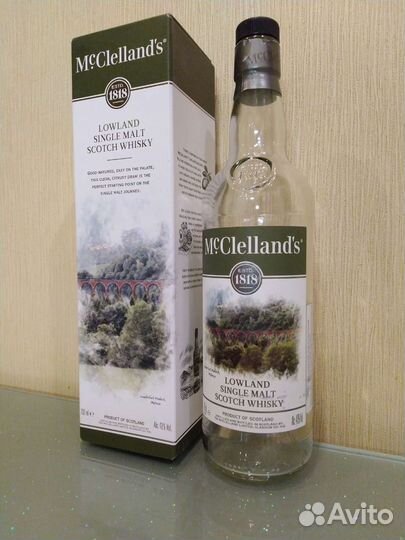 McClelland's®
ESTD.
1818
LOWLAND
SINGLE MALT
SCOTCH WHISKY
GOOD NATURED, EASY ON THE PALATE,
THIS CLEAN, CITRUSY DRAM IS THE
PERFECT STARTING POINT ON THE
SINGLE MALT JOURNEY.
PRODUCT OF SCOTLAND
McClelland's®
ESTD.
1818
LOWLAND
SINGLE MALT
SCOTCH WHISKY
PRODUCT OF SCOTLAND
Avito